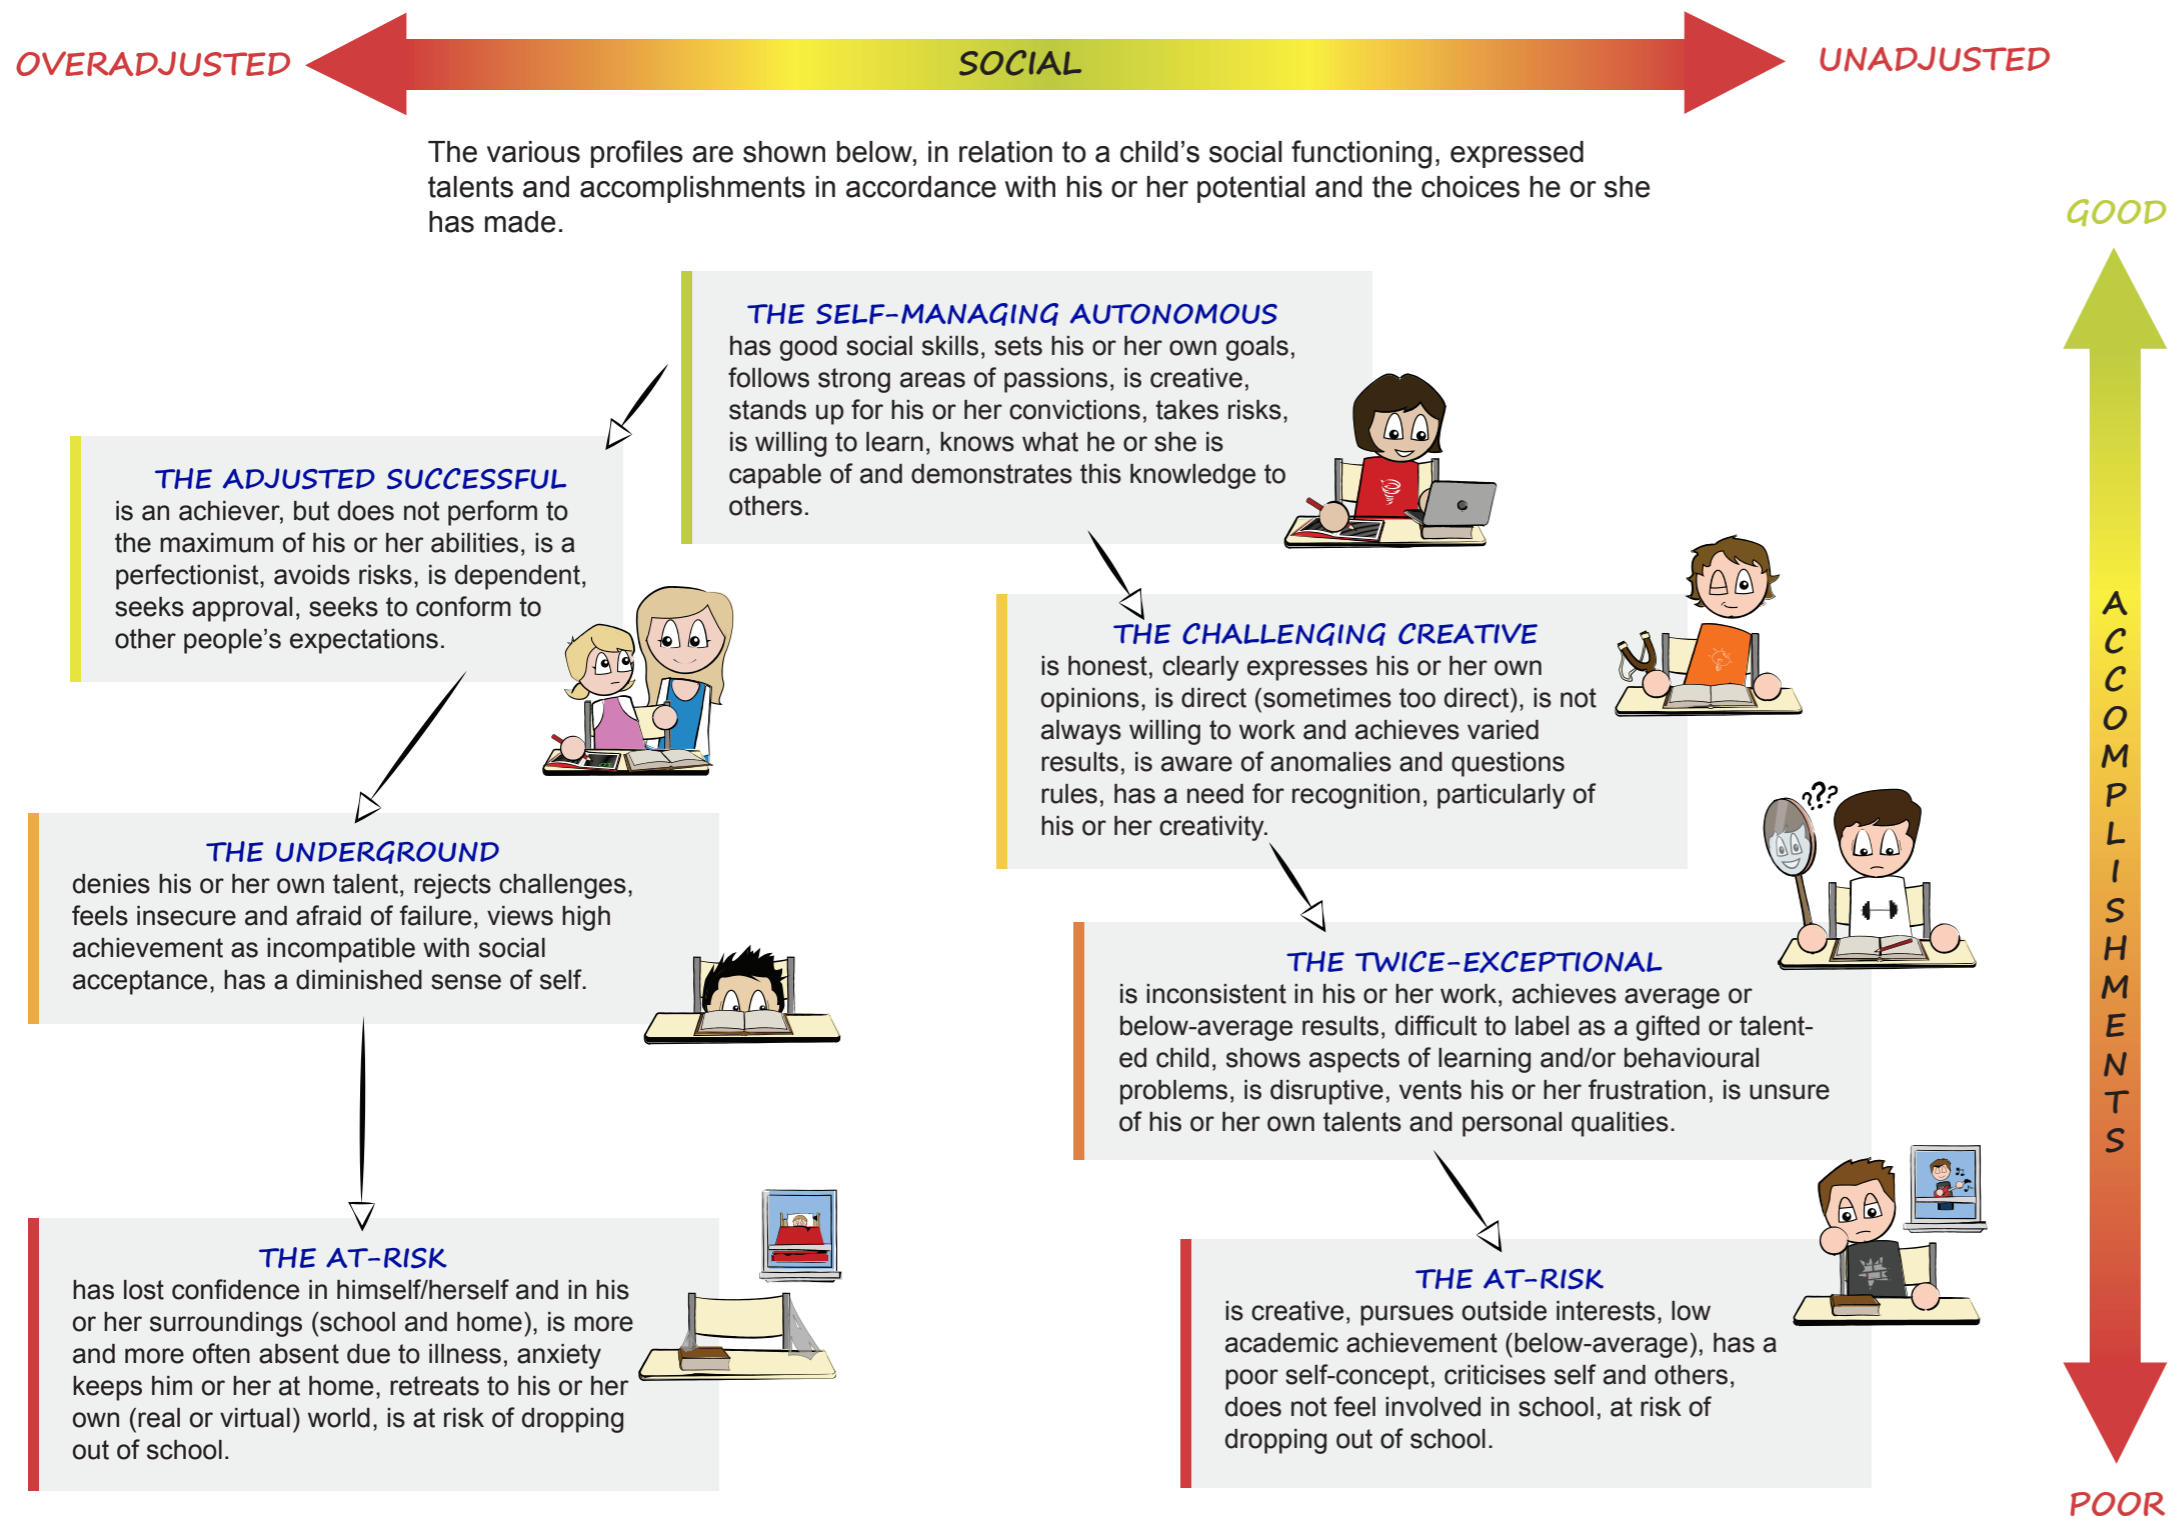 OVERADJUSTED
SOCIAL
UNADJUSTED
The various profiles are shown below, in relation to a child's social functioning, expressed
talents and accomplishments in accordance with his or her potential and the choices he or she
has made.
GOOD
THE SELF-MANAGING AUTONOMOUS
has good social skills, sets his or her own goals,
follows strong areas of passions, is creative,
stands up for his or her convictions, takes risks,
is willing to learn, knows what he or she is
capable of and demonstrates this knowledge to
others.
THE ADJUSTED SUCCESSFUL
is an achiever, but does not perform to
the maximum of his or her abilities, is a
perfectionist, avoids risks, is dependent,
seeks approval, seeks to conform to
other people's expectations.
THE CHALLENGING CREATIVE
is honest, clearly expresses his or her own
opinions, is direct (sometimes too direct), is not
always willing to work and achieves varied
results, is aware of anomalies and questions
rules, has a need for recognition, particularly of
his or her creativity.
???
THE UNDERGROUND
denies his or her own talent, rejects challenges,
feels insecure and afraid of failure, views high
achievement as incompatible with social
acceptance, has a diminished sense of self.
THE TWICE-EXCEPTIONAL
is inconsistent in his or her work, achieves average or
below-average results, difficult to label as a gifted or talent-
ed child, shows aspects of learning and/or behavioural
problems, is disruptive, vents his or her frustration, is unsure
of his or her own talents and personal qualities.
THE AT-RISK
has lost confidence in himself/herself and in his
or her surroundings (school and home), is more
and more often absent due to illness, anxiety
keeps him or her at home, retreats to his or her
own (real or virtual) world, is at risk of dropping
out of school.
THE AT-RISK
is creative, pursues outside interests, low
academic achievement (below-average), has a
poor self-concept, criticises self and others,
does not feel involved in school, at risk of
dropping out of school.
ACCOMPLISHMENTS
POOR